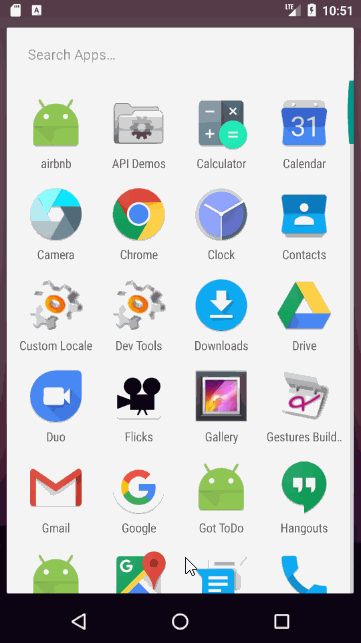 LTE 10:51
A
Search Apps…
airbnb API Demos Calculator Calendar
31
Camera Chrome Clock Contacts
Custom Locale Dev Tools Downloads Drive
Duo Flicks Gallery Gestures Build..
Gmail Google Got ToDo Hangouts